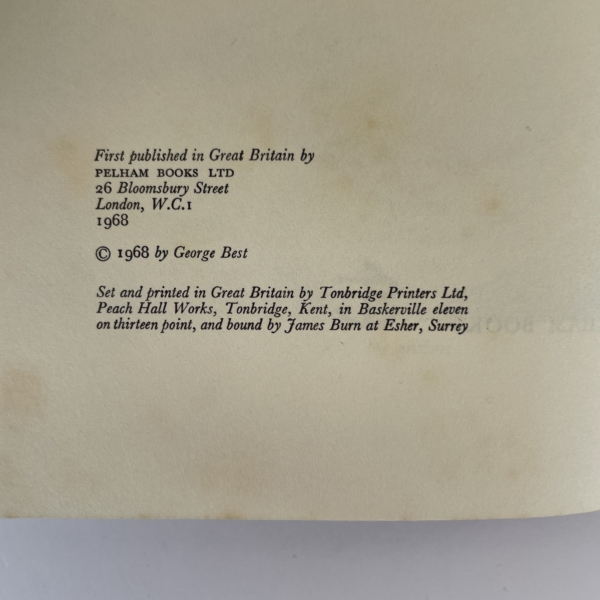 First published in Great Britain by
PELHAM BOOKS LTD
26 Bloomsbury Street
London, W.C.1
1968
© 1968 by George Best
Set and printed in Great Britain by Tonbridge Printers Ltd,
Peach Hall Works, Tonbridge, Kent, in Baskerville eleven
on thirteen point, and bound by James Burn at Esher, Surrey